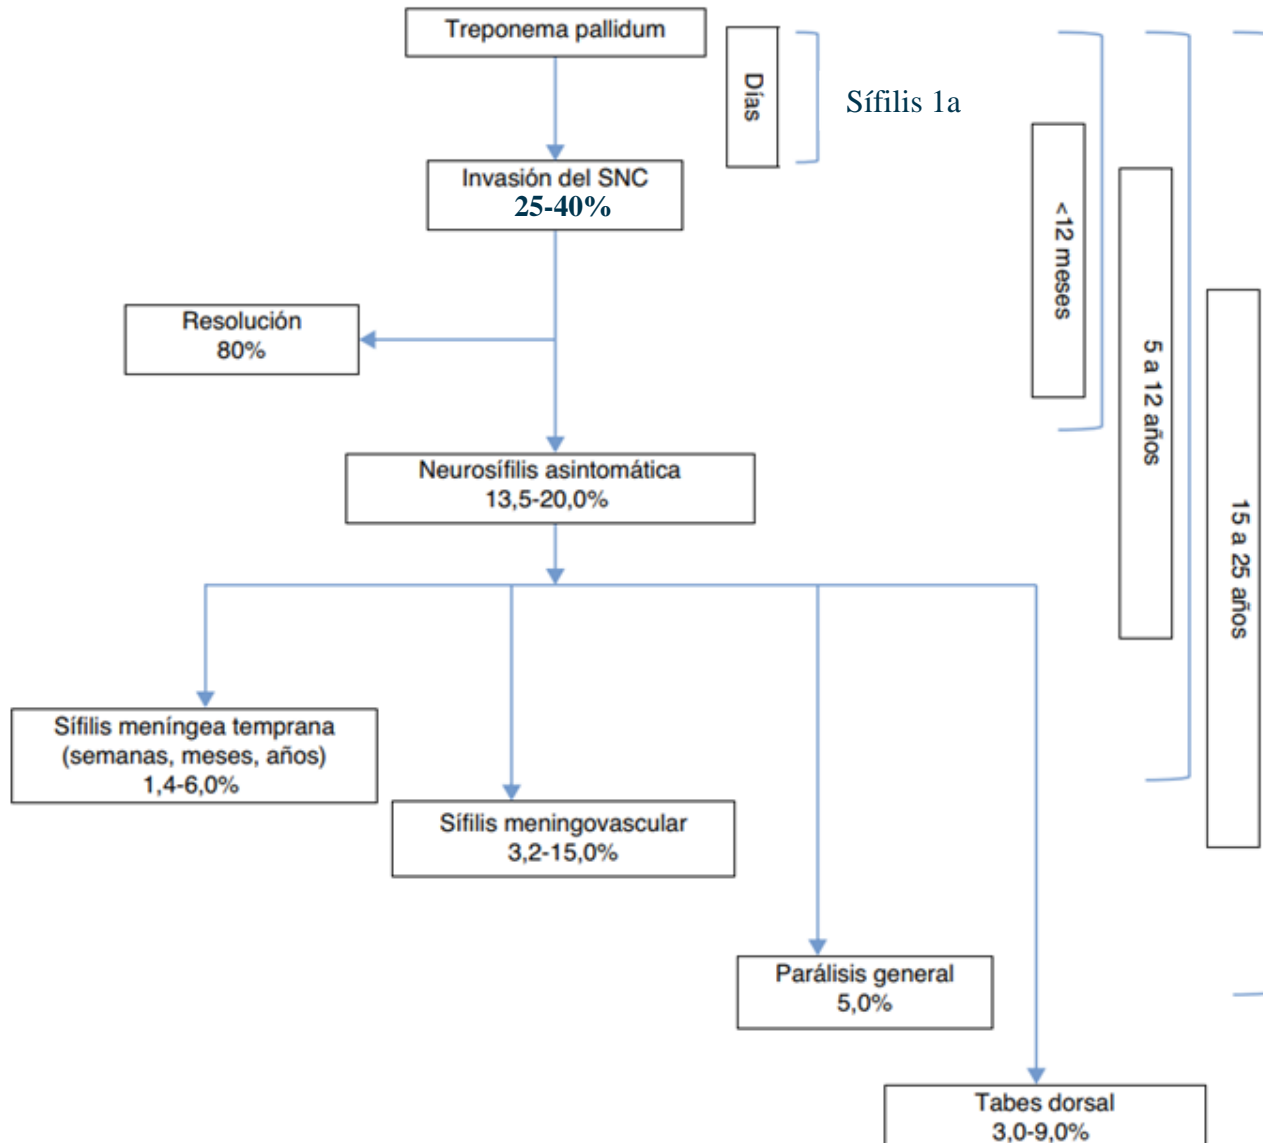 Treponema pallidum
Días
Sífilis 1a
Invasión del SNC
25-40%
<12 meses
5 a 12 años
15 a 25 años
Resolución
80%
Neurosífilis asintomática
13,5-20,0%
Sífilis meníngea temprana
(semanas, meses, años)
1,4-6,0%
Sífilis meningovascular
3,2-15,0%
Parálisis general
5,0%
Tabes dorsal
3,0-9,0%